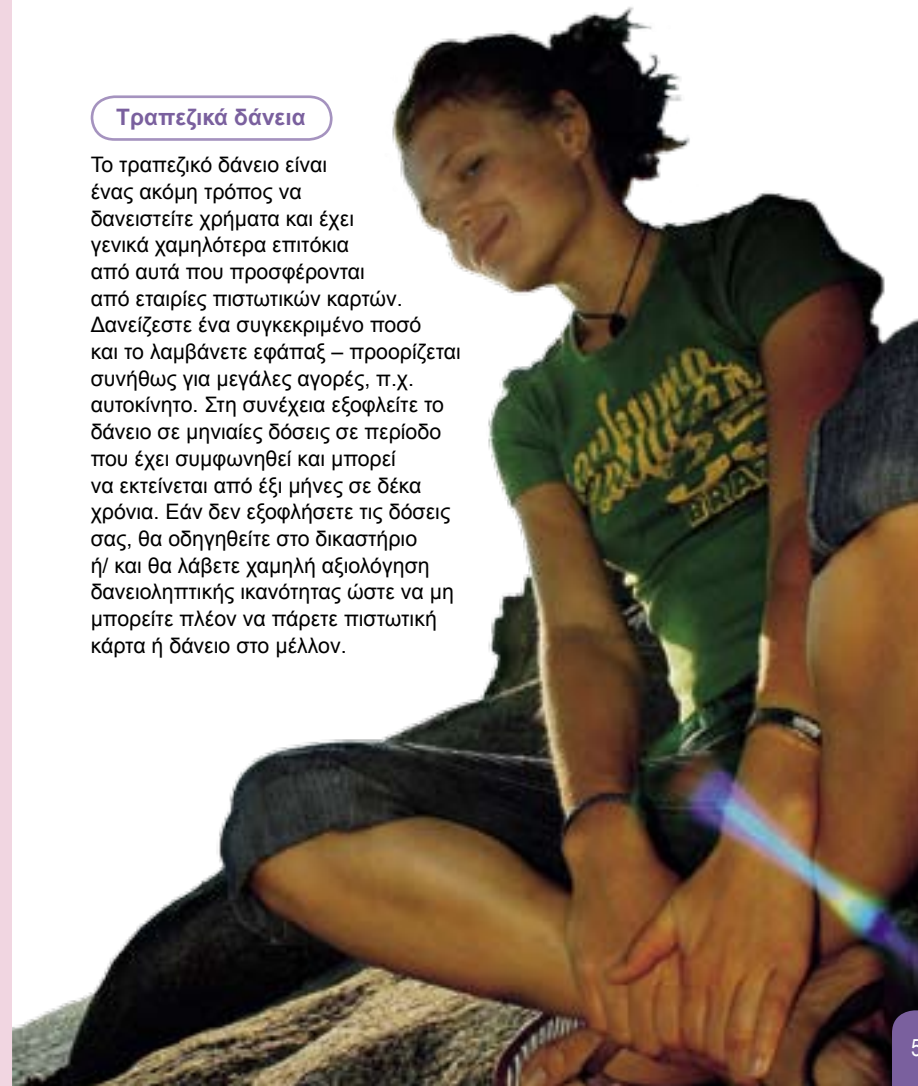 Τραπεζικά δάνεια
Το τραπεζικό δάνειο είναι
ένας ακόμη τρόπος να
δανειστείτε χρήματα και έχει
γενικά χαμηλότερα επιτόκια
από αυτά που προσφέρονται
από εταιρίες πιστωτικών καρτών.
Δανείζεστε ένα συγκεκριμένο ποσό
και το λαμβάνετε εφάπαξ – προορίζεται
συνήθως για μεγάλες αγορές, π.χ.
αυτοκίνητο. Στη συνέχεια εξοφλείτε το
δάνειο σε μηνιαίες δόσεις σε περίοδο
που έχει συμφωνηθεί και μπορεί
να εκτείνεται από έξι μήνες σε δέκα
χρόνια. Εάν δεν εξοφλήσετε τις δόσεις
σας, θα οδηγηθείτε στο δικαστήριο
ή/ και θα λάβετε χαμηλή αξιολόγηση
δανειοληπτικής ικανότητας ώστε να μη
μπορείτε πλέον να πάρετε πιστωτική
κάρτα ή δάνειο στο μέλλον.
5